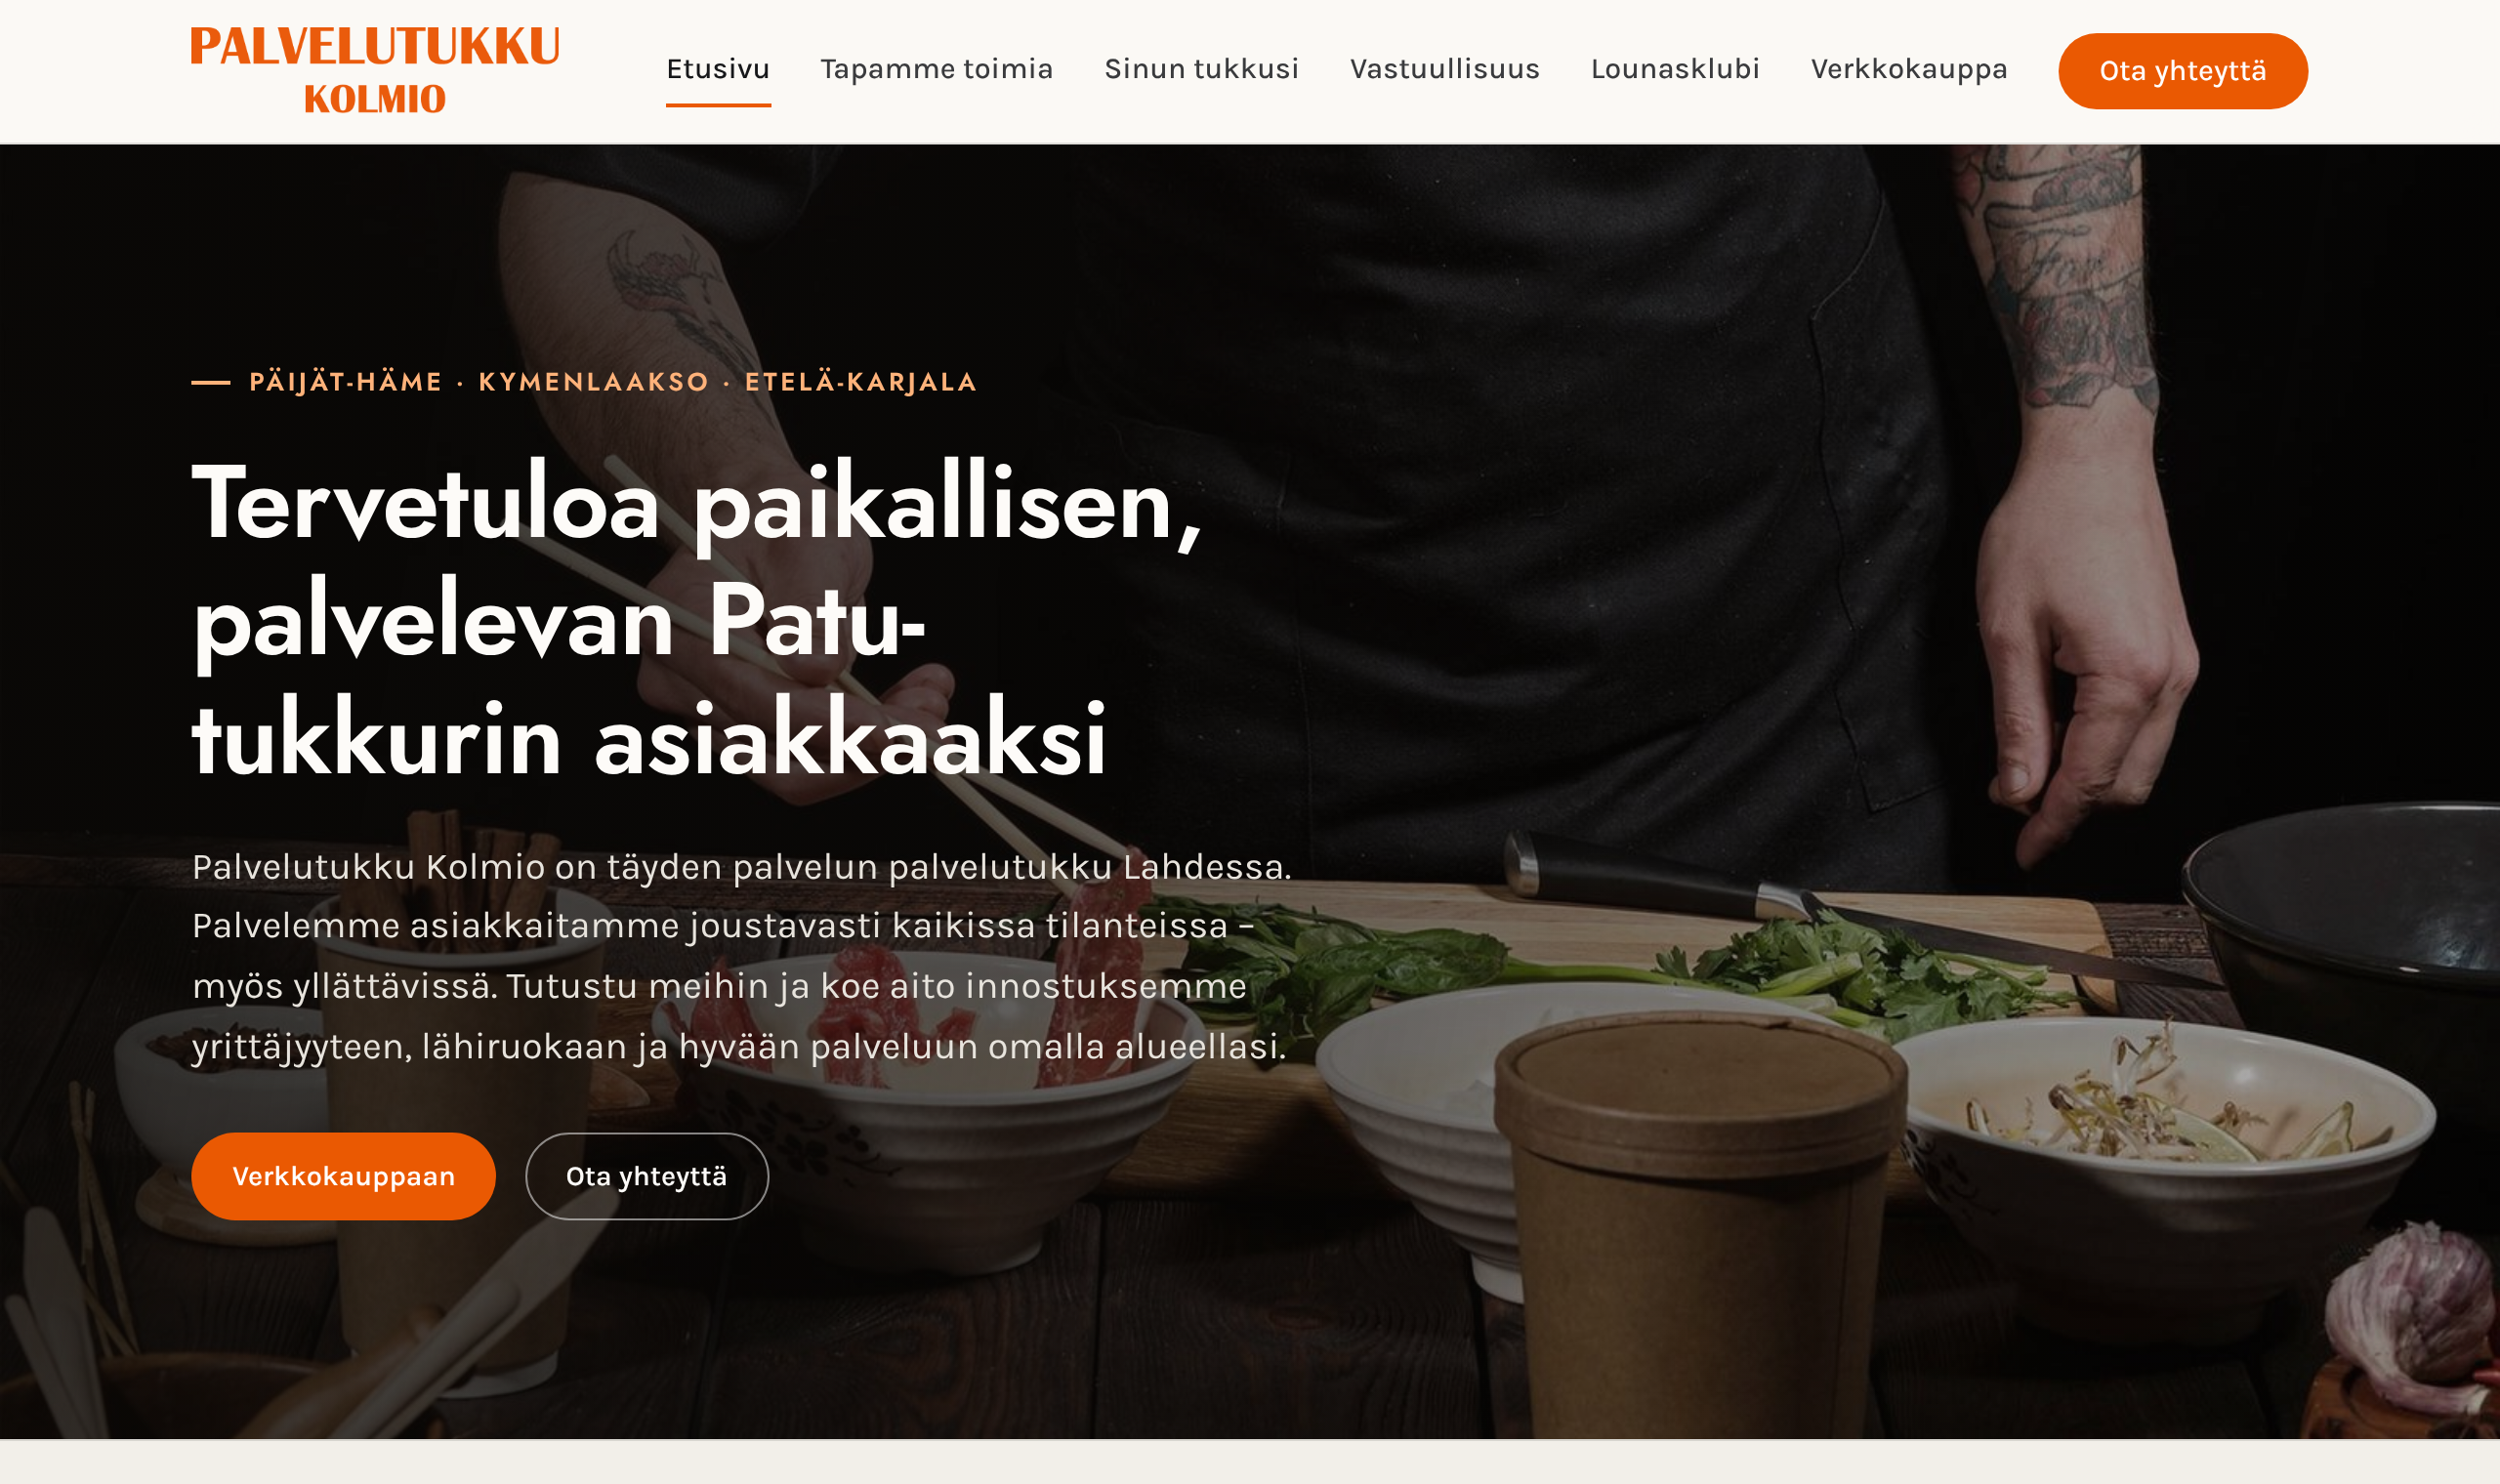 PALVELUTUKKU
KOLMIO
Etusivu
Tapamme toimia
Sinun tukkusi
Vastuullisuus
Lounasklubi
Verkkokauppa
Ota yhteyttä
PÄIJÄT-HÄME · KYMENLAAKSO · ETELÄ-KARJALA
Tervetuloa paikallisen,
palvelevan Patu-
tukkurin asiakkaaksi
Palvelutukku Kolmio on täyden palvelun palvelutukku Lahdessa.
Palvelemme asiakkaitamme joustavasti kaikissa tilanteissa –
myös yllättävissä. Tutustu meihin ja koe aito innostuksemme
yrittäjyyteen, lähiruokaan ja hyvään palveluun omalla alueellasi.
Verkkokauppaan
Ota yhteyttä